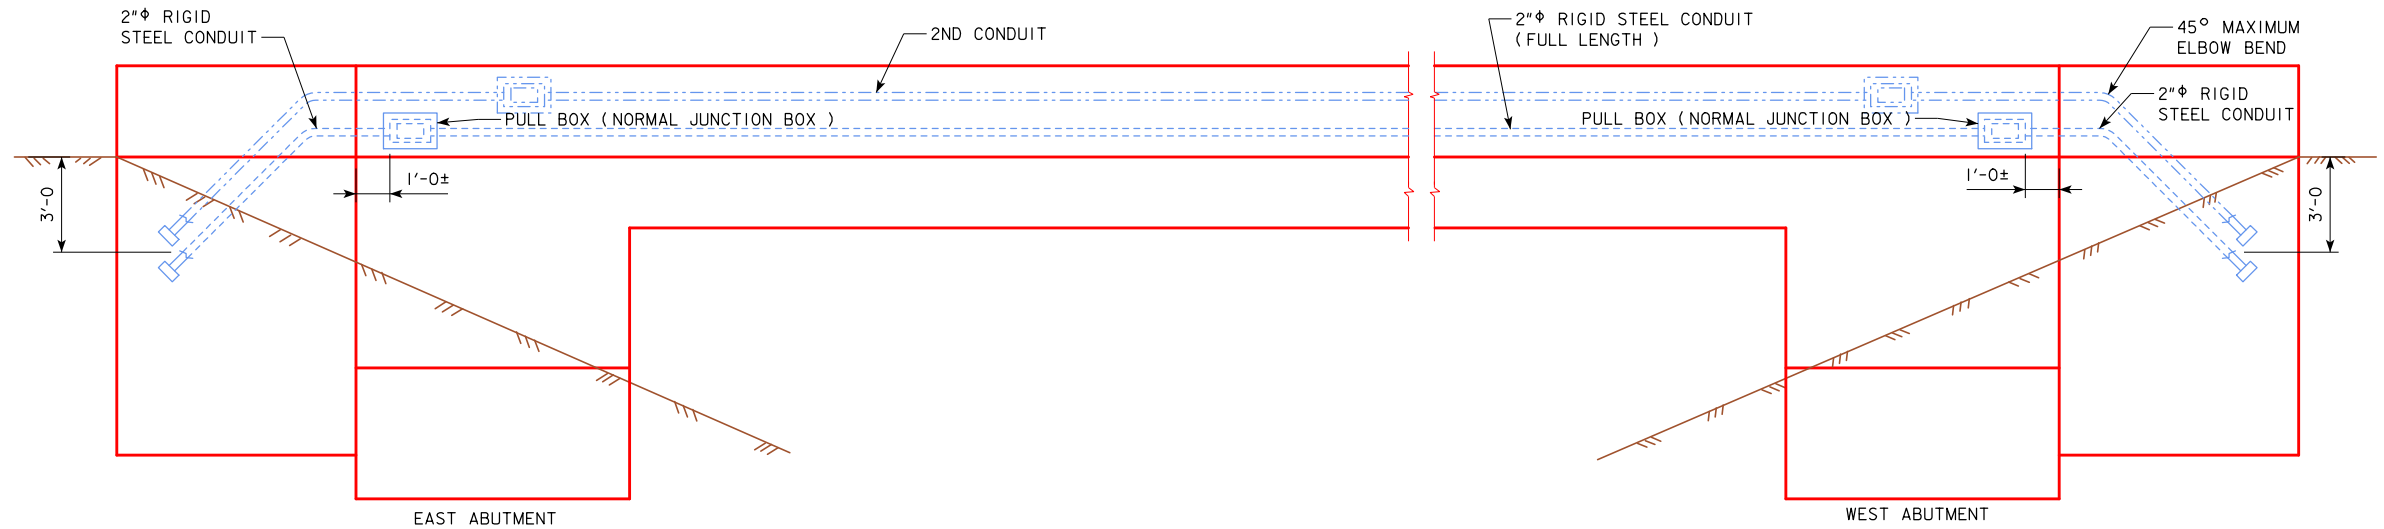 2"ϕ RIGID
STEEL CONDUIT
2ND CONDUIT
2"ϕ RIGID STEEL CONDUIT
(FULL LENGTH )
45° MAXIMUM
ELBOW BEND
2"ϕ RIGID
STEEL CONDUIT
PULL BOX (NORMAL JUNCTION BOX )
PULL BOX (NORMAL JUNCTION BOX )
1'-0±
1'-0±
3'-0
3'-0
EAST ABUTMENT
WEST ABUTMENT